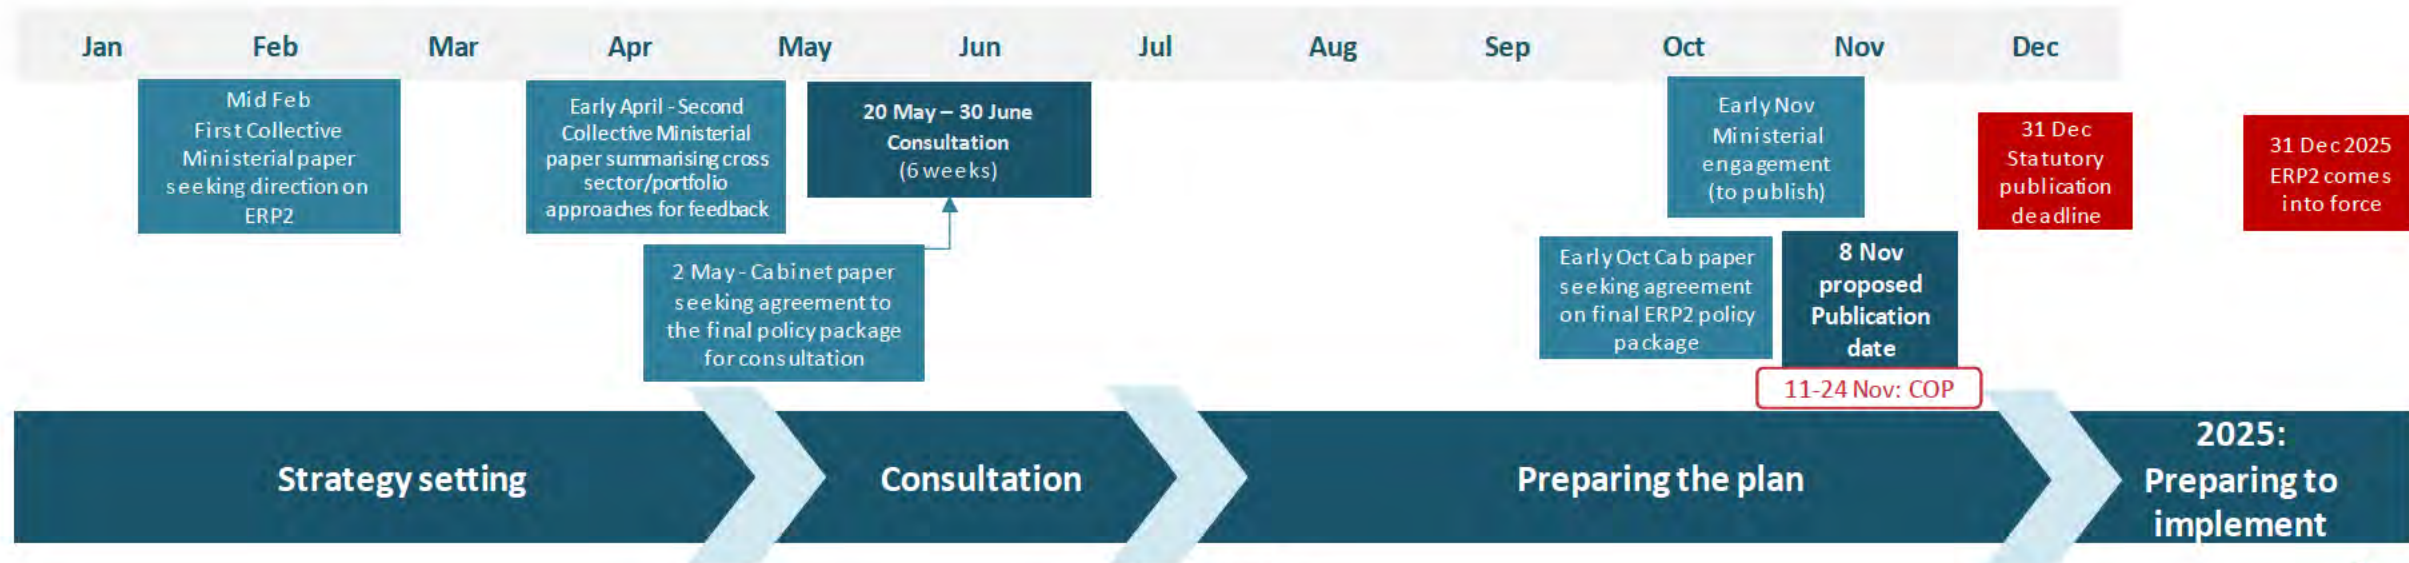 Jan Feb Mar Apr May Jun Jul Aug Sep Oct Nov Dec
Mid Feb
First Collective
Ministerial paper
seeking direction on
ERP2
Early April - Second
Collective Ministerial
paper summarising cross
sector/portfolio
approaches for feedback
20 May – 30 June
Consultation
(6 weeks)
2 May - Cabinet paper
seeking agreement to
the final policy package
for consultation
Early Nov
Ministerial
engagement
(to publish)
Early Oct Cab paper
seeking agreement
on final ERP2 policy
package
8 Nov
proposed
Publication
date
11-24 Nov: COP
31 Dec
Statutory
publication
deadline
31 Dec 2025
ERP2 comes
into force
Strategy setting
Consultation
Preparing the plan
2025:
Preparing to
implement